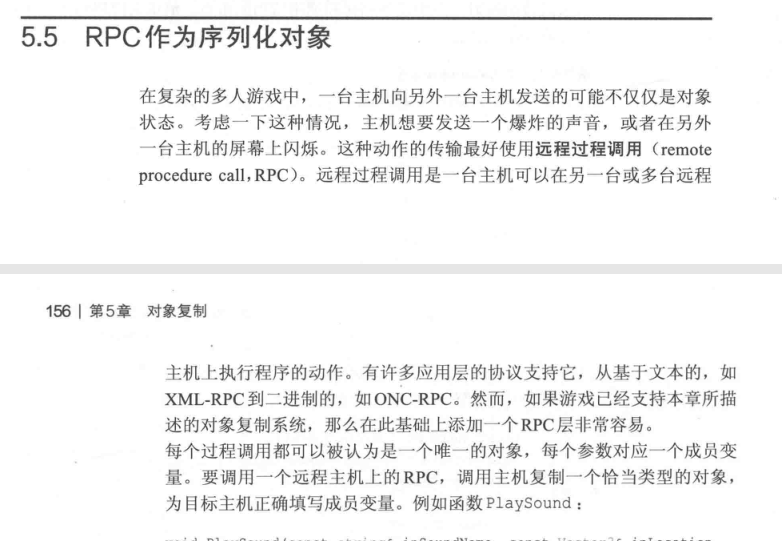 5.5 RPC作为序列化对象
在复杂的多人游戏中，一台主机向另外一台主机发送的可能不仅仅是对象
状态。考虑一下这种情况，主机想要发送一个爆炸的声音，或者在另外
一台主机的屏幕上闪烁。这种动作的传输最好使用远程过程调用（remote
procedure call,RPC）。远程过程调用是一台主机可以在另一台或多台远程
156 | 第5章 对象复制
主机上执行程序的动作。有许多应用层的协议支持它，从基于文本的，如
XML-RPC到二进制的，如ONC-RPC。然而，如果游戏已经支持本章所描
述的对象复制系统，那么在此基础上添加一个RPC层非常容易。
每个过程调用都可以被认为是一个唯一的对象，每个参数对应一个成员变
量。要调用一个远程主机上的RPC，调用主机复制一个恰当类型的对象，
为目标主机正确填写成员变量。例如函数PlaySound：